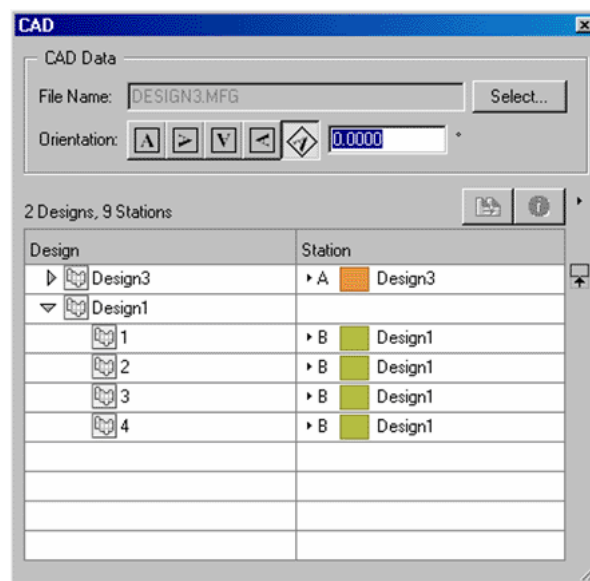 CAD
CAD Data
File Name: DESIGN3.MFG Select...
Orientation: A A A A A 0.0000 °
2 Designs, 9 Stations
Design Station
Design3 A Design3
Design1
1 B Design1
2 B Design1
3 B Design1
4 B Design1